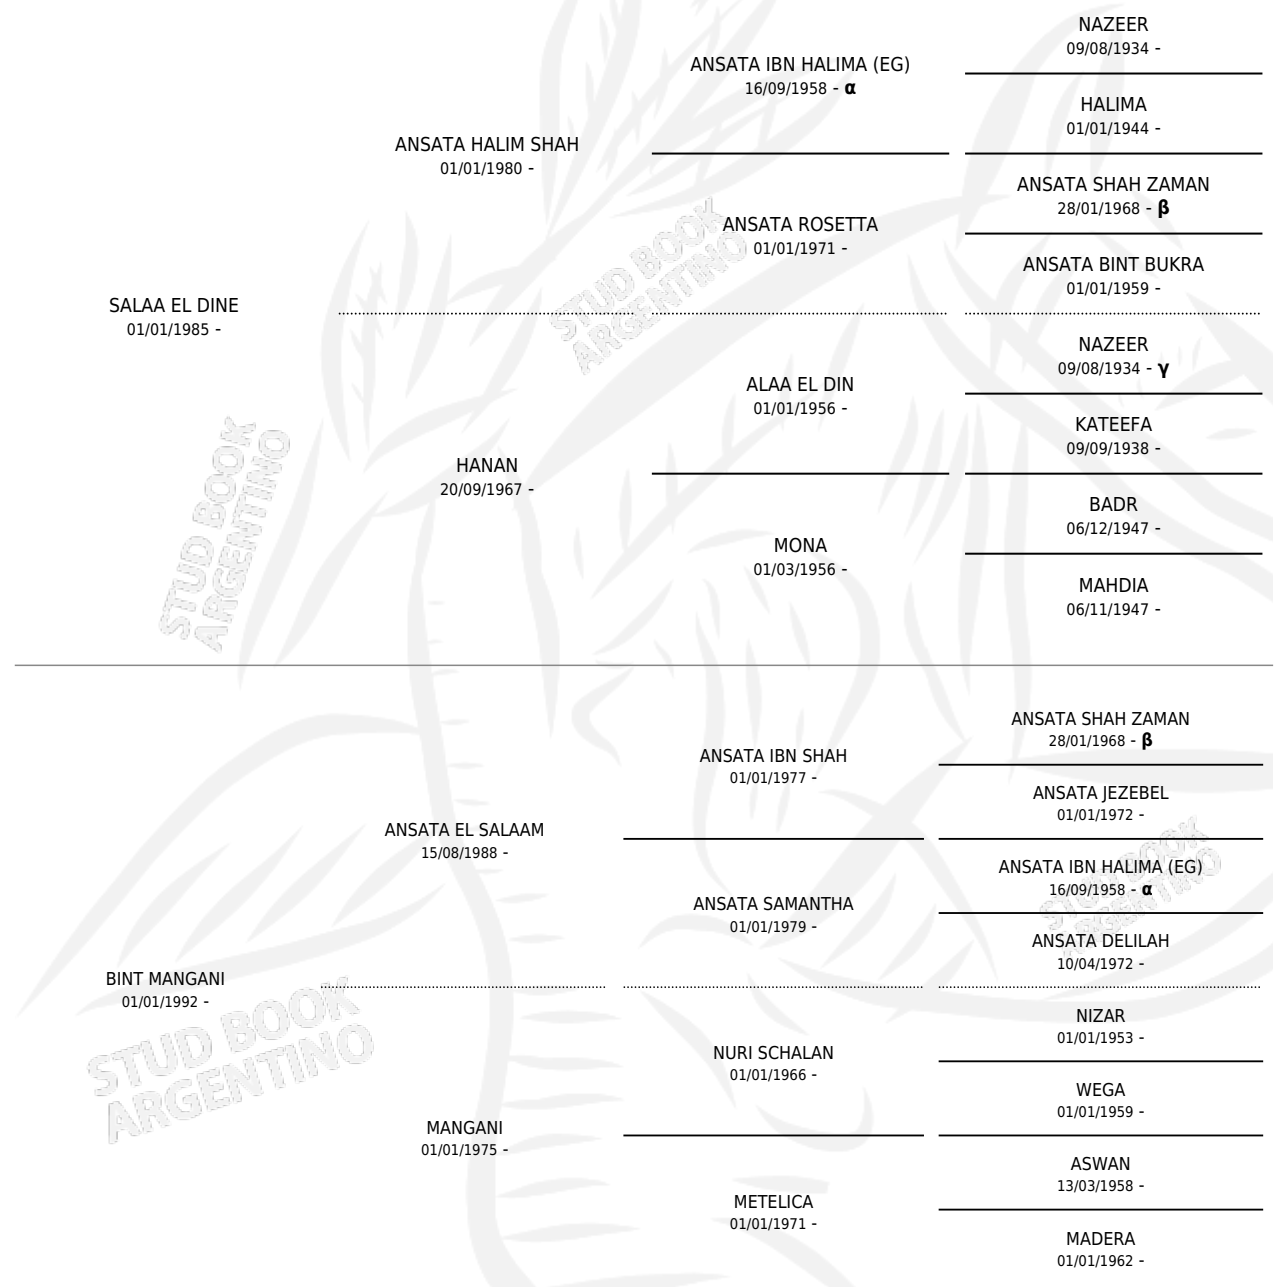 NAZEER
09/08/1934 -
ANSATA IBN HALIMA (EG)
16/09/1958 - α
HALIMA
01/01/1944 -
ANSATA HALIM SHAH
01/01/1980 -
ANSATA SHAH ZAMAN
28/01/1968 - β
ANSATA ROSETTA
01/01/1971 -
ANSATA BINT BUKRA
01/01/1959 -
SALAA EL DINE
01/01/1985 -
NAZEER
09/08/1934 - γ
ALAA EL DIN
01/01/1956 -
KATEEFA
09/09/1938 -
HANAN
20/09/1967 -
BADR
06/12/1947 -
MONA
01/03/1956 -
MAHDIA
06/11/1947 -
ANSATA SHAH ZAMAN
28/01/1968 - β
ANSATA IBN SHAH
01/01/1977 -
ANSATA JEZEBEL
01/01/1972 -
ANSATA EL SALAAM
15/08/1988 -
ANSATA IBN HALIMA (EG)
16/09/1958 - α
ANSATA SAMANTHA
01/01/1979 -
ANSATA DELILAH
10/04/1972 -
BINT MANGANI
01/01/1992 -
NIZAR
01/01/1953 -
NURI SCHALAN
01/01/1966 -
WEGA
01/01/1959 -
MANGANI
01/01/1975 -
ASWAN
13/03/1958 -
METELICA
01/01/1971 -
MADERA
01/01/1962 -
STUD BOOK
ARGENTINO
STUD BOOK
ARGENTINO
STUD BOOK
ARGENTINO
STUD BOOK
ARGENTINO